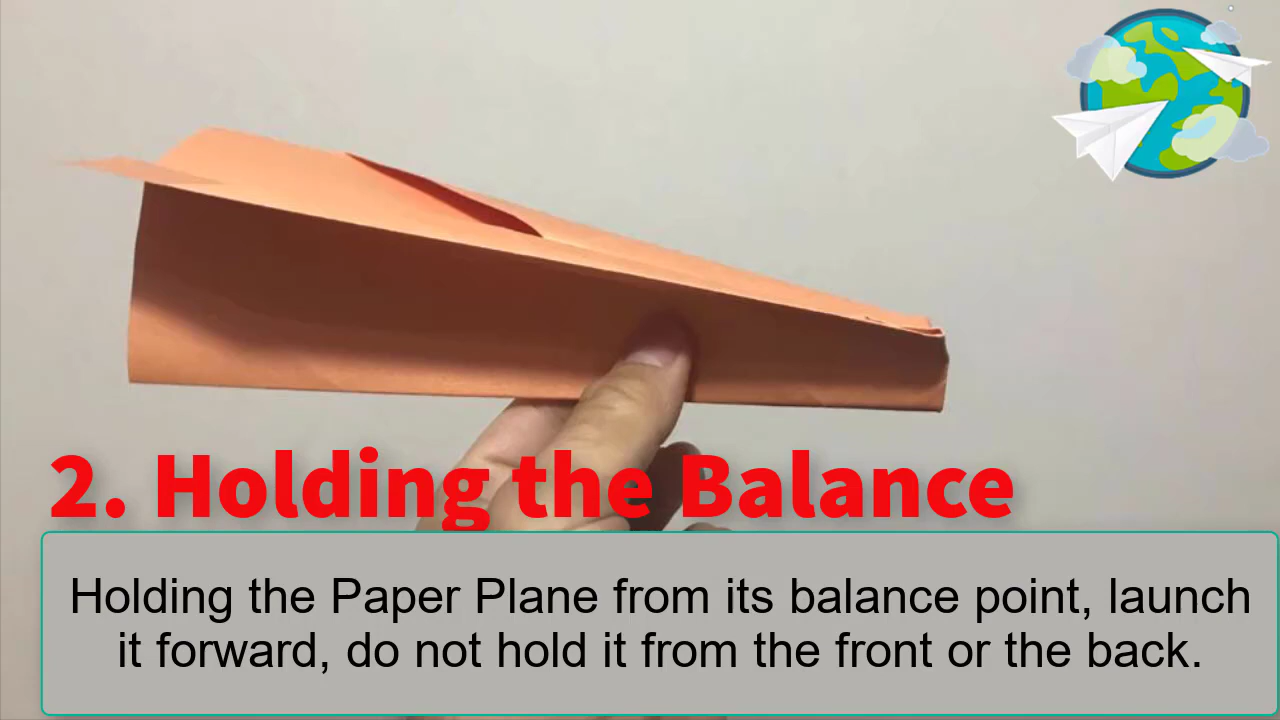 2. Holding the Balance
Holding the Paper Plane from its balance point, launch
it forward, do not hold it from the front or the back.